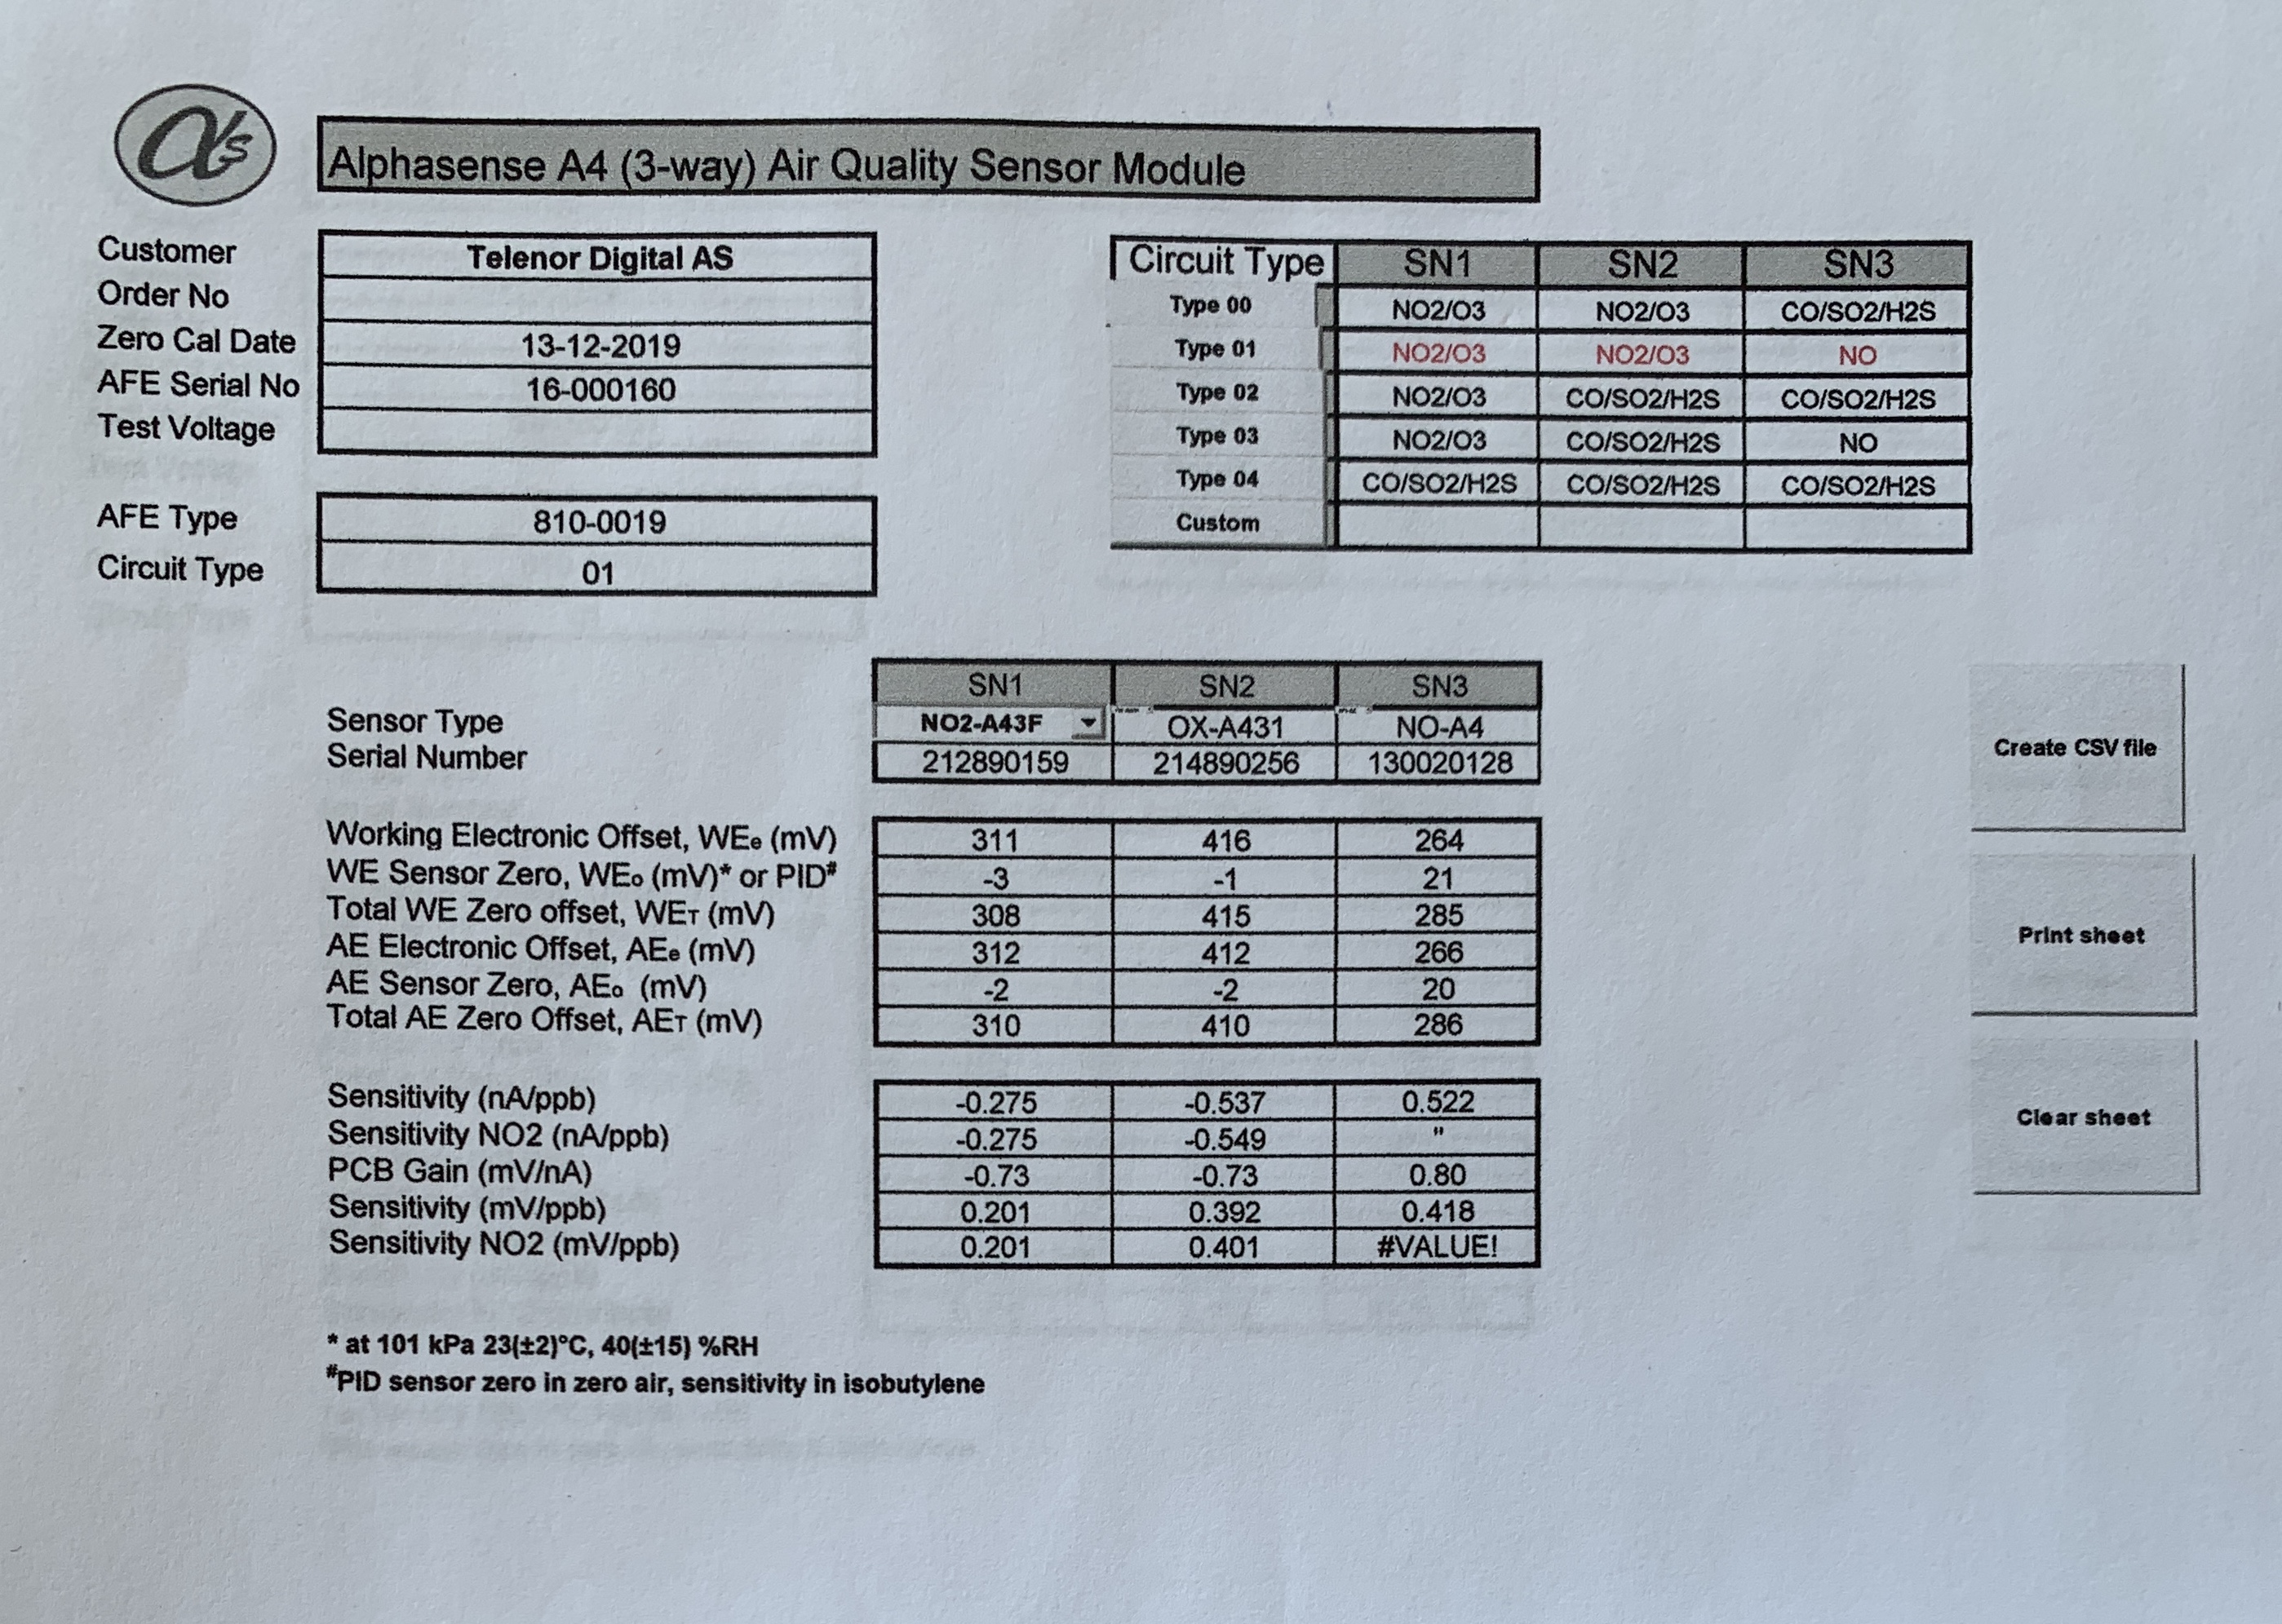 α's
Alphasense A4 (3-way) Air Quality Sensor Module
Customer Telenor Digital AS
Order No
Zero Cal Date 13-12-2019
AFE Serial No 16-000160
Test Voltage
AFE Type 810-0019
Circuit Type 01
Circuit Type SN1 SN2 SN3
Type 00 NO2/O3 NO2/O3 CO/SO2/H2S
Type 01 NO2/O3 NO2/O3 NO
Type 02 NO2/O3 CO/SO2/H2S CO/SO2/H2S
Type 03 NO2/O3 CO/SO2/H2S NO
Type 04 CO/SO2/H2S CO/SO2/H2S CO/SO2/H2S
Custom
SN1 SN2 SN3
Sensor Type NO2-A43F OX-A431 NO-A4
Serial Number 212890159 214890256 130020128
Working Electronic Offset, WEe (mV) 311 416 264
WE Sensor Zero, WEo (mV)* or PID# -3 -1 21
Total WE Zero offset, WET (mV) 308 415 285
AE Electronic Offset, AEe (mV) 312 412 266
AE Sensor Zero, AEo (mV) -2 -2 20
Total AE Zero Offset, AET (mV) 310 410 286
Sensitivity (nA/ppb) -0.275 -0.537 0.522
Sensitivity NO2 (nA/ppb) -0.275 -0.549 "
PCB Gain (mV/nA) -0.73 -0.73 0.80
Sensitivity (mV/ppb) 0.201 0.392 0.418
Sensitivity NO2 (mV/ppb) 0.201 0.401 #VALUE!
* at 101 kPa 23(±2)°C, 40(±15) %RH
#PID sensor zero in zero air, sensitivity in isobutylene
Create CSV file
Print sheet
Clear sheet